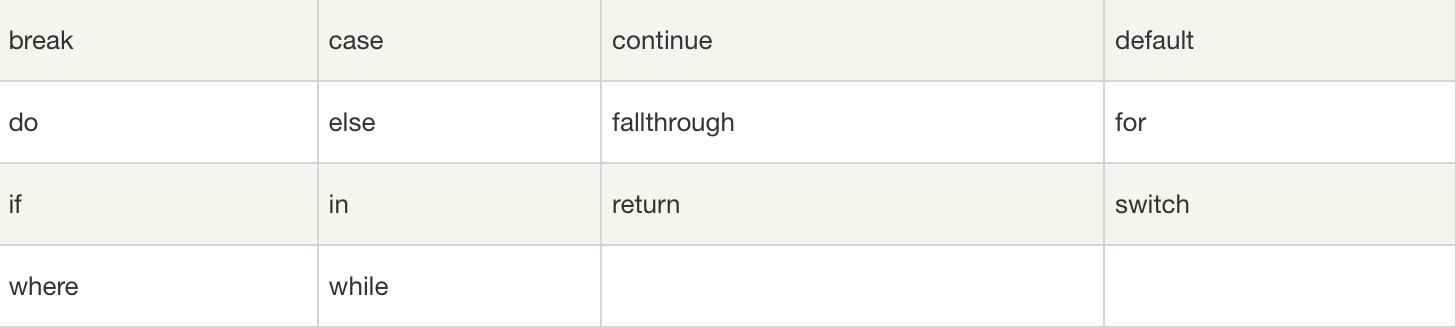 break case continue default
do else fallthrough for
if in return switch
where while